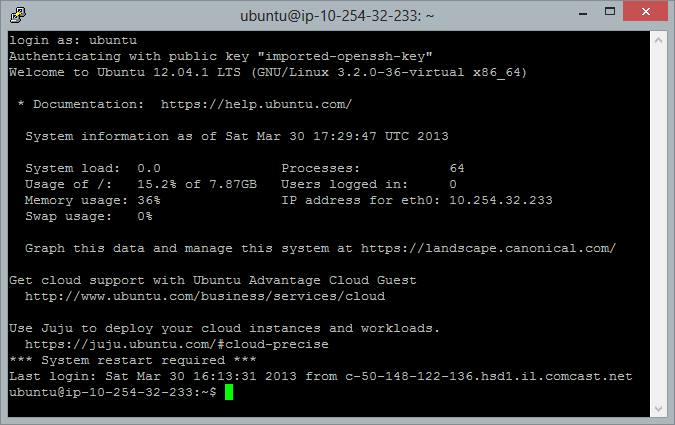 ubuntu@ip-10-254-32-233: ~
login as: ubuntu
Authenticating with public key "imported-openssh-key"
Welcome to Ubuntu 12.04.1 LTS (GNU/Linux 3.2.0-36-virtual x86_64)
* Documentation:  https://help.ubuntu.com/
System information as of Sat Mar 30 17:29:47 UTC 2013
System load:  0.0               Processes:           64
Usage of /:   15.2% of 7.87GB   Users logged in:     0
Memory usage: 36%               IP address for eth0: 10.254.32.233
Swap usage:   0%
Graph this data and manage this system at https://landscape.canonical.com/
Get cloud support with Ubuntu Advantage Cloud Guest
http://www.ubuntu.com/business/services/cloud
Use Juju to deploy your cloud instances and workloads.
https://juju.ubuntu.com/#cloud-precise
*** System restart required ***
Last login: Sat Mar 30 16:13:31 2013 from c-50-148-122-136.hsd1.il.comcast.net
ubuntu@ip-10-254-32-233:~$